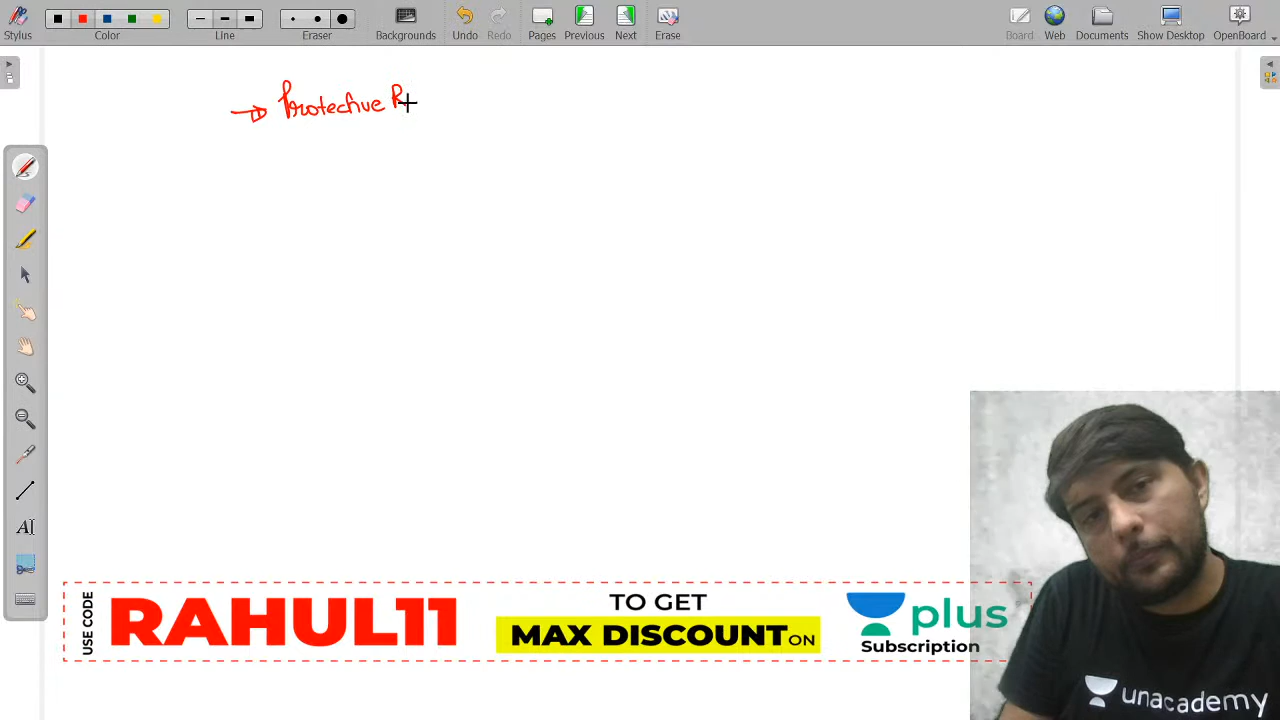 Stylus
Color
Line
Eraser
Backgrounds
Undo
Redo
Pages
Previous
Next
Erase
Board
Web
Documents
Show Desktop
OpenBoard
Protective R
AI
USE CODE
RAHUL11
TO GET
MAX DISCOUNT ON
plus
Subscription
unacademy